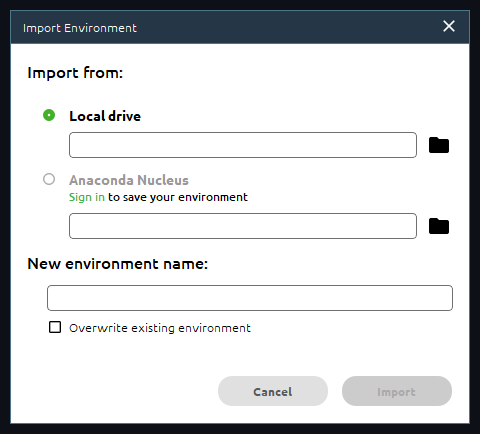 Import Environment
Import from:
Local drive
Anaconda Nucleus
Sign in to save your environment
New environment name:
Overwrite existing environment
Cancel Import